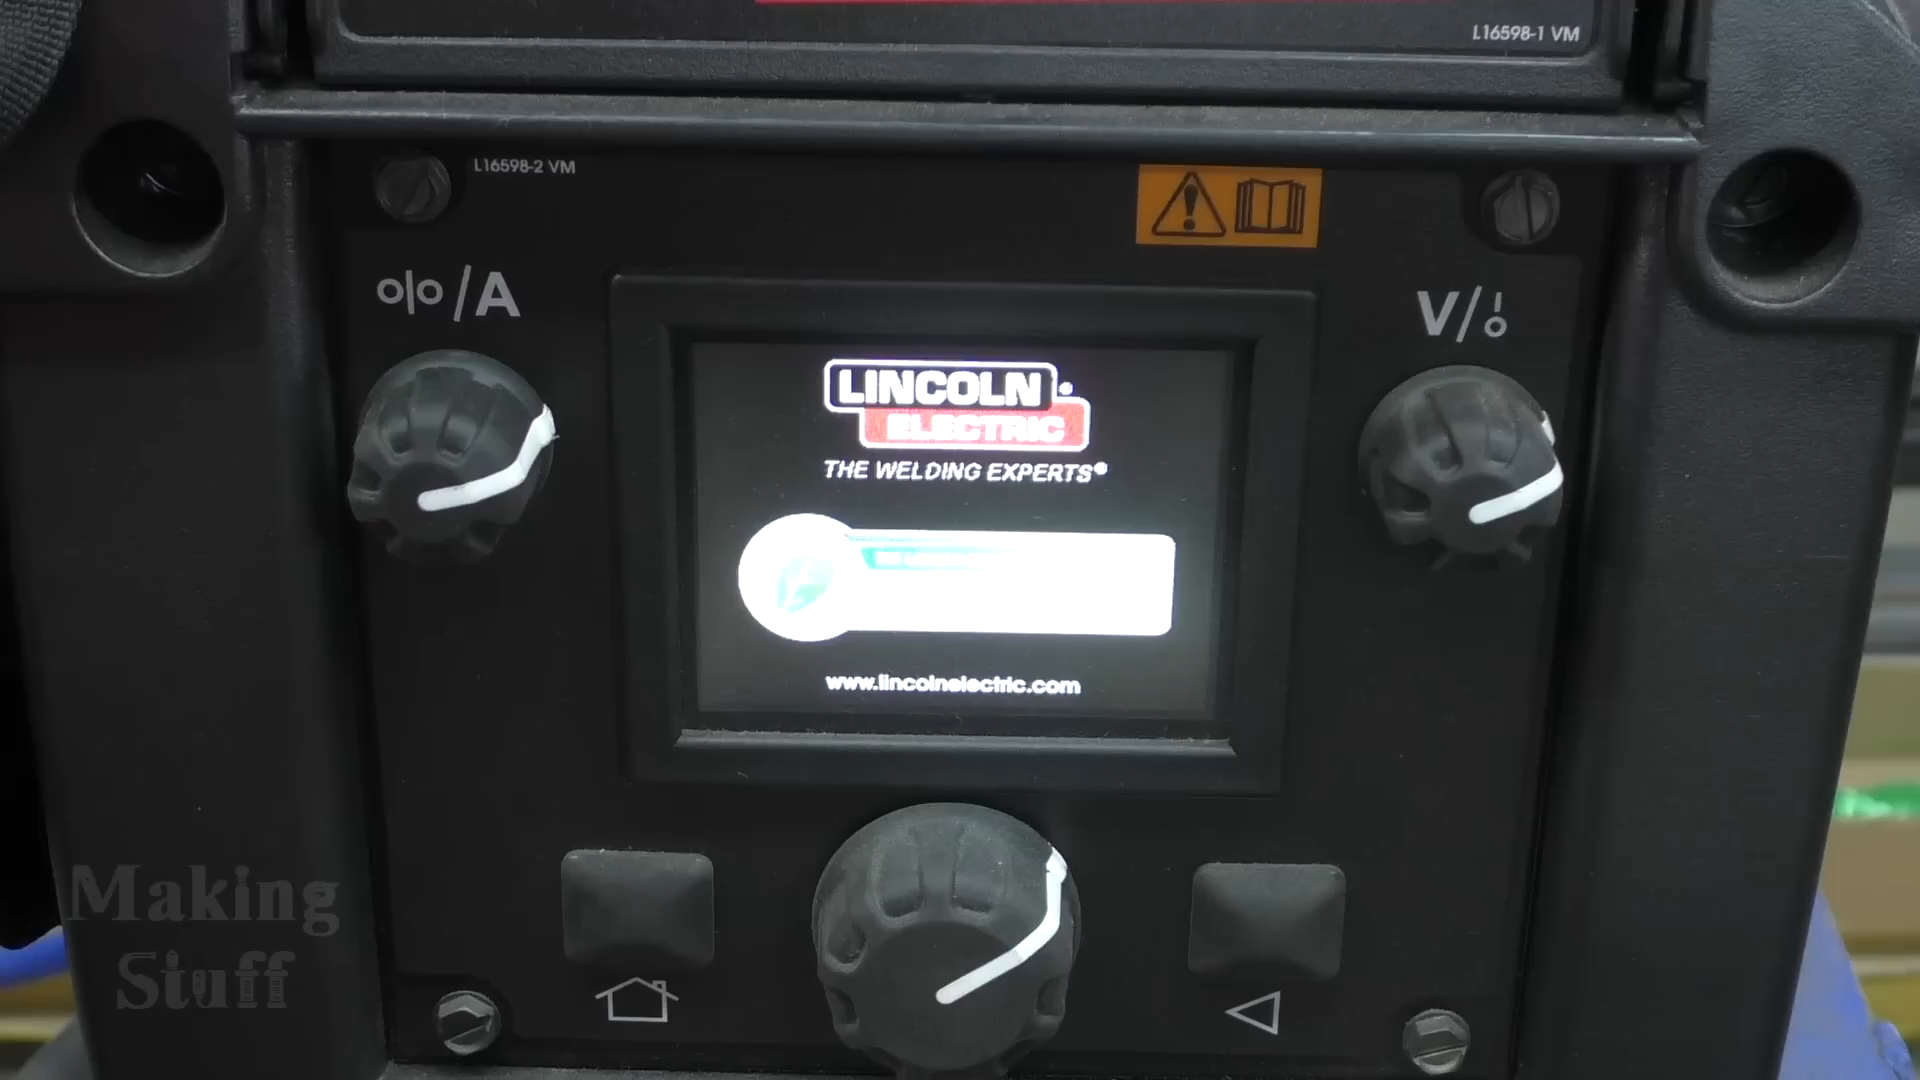 L16598-1 VM
L16598-2 VM
/A
V/
LINCOLN
ELECTRIC
THE WELDING EXPERTS®
www.lincolnelectric.com
Making
Stuff